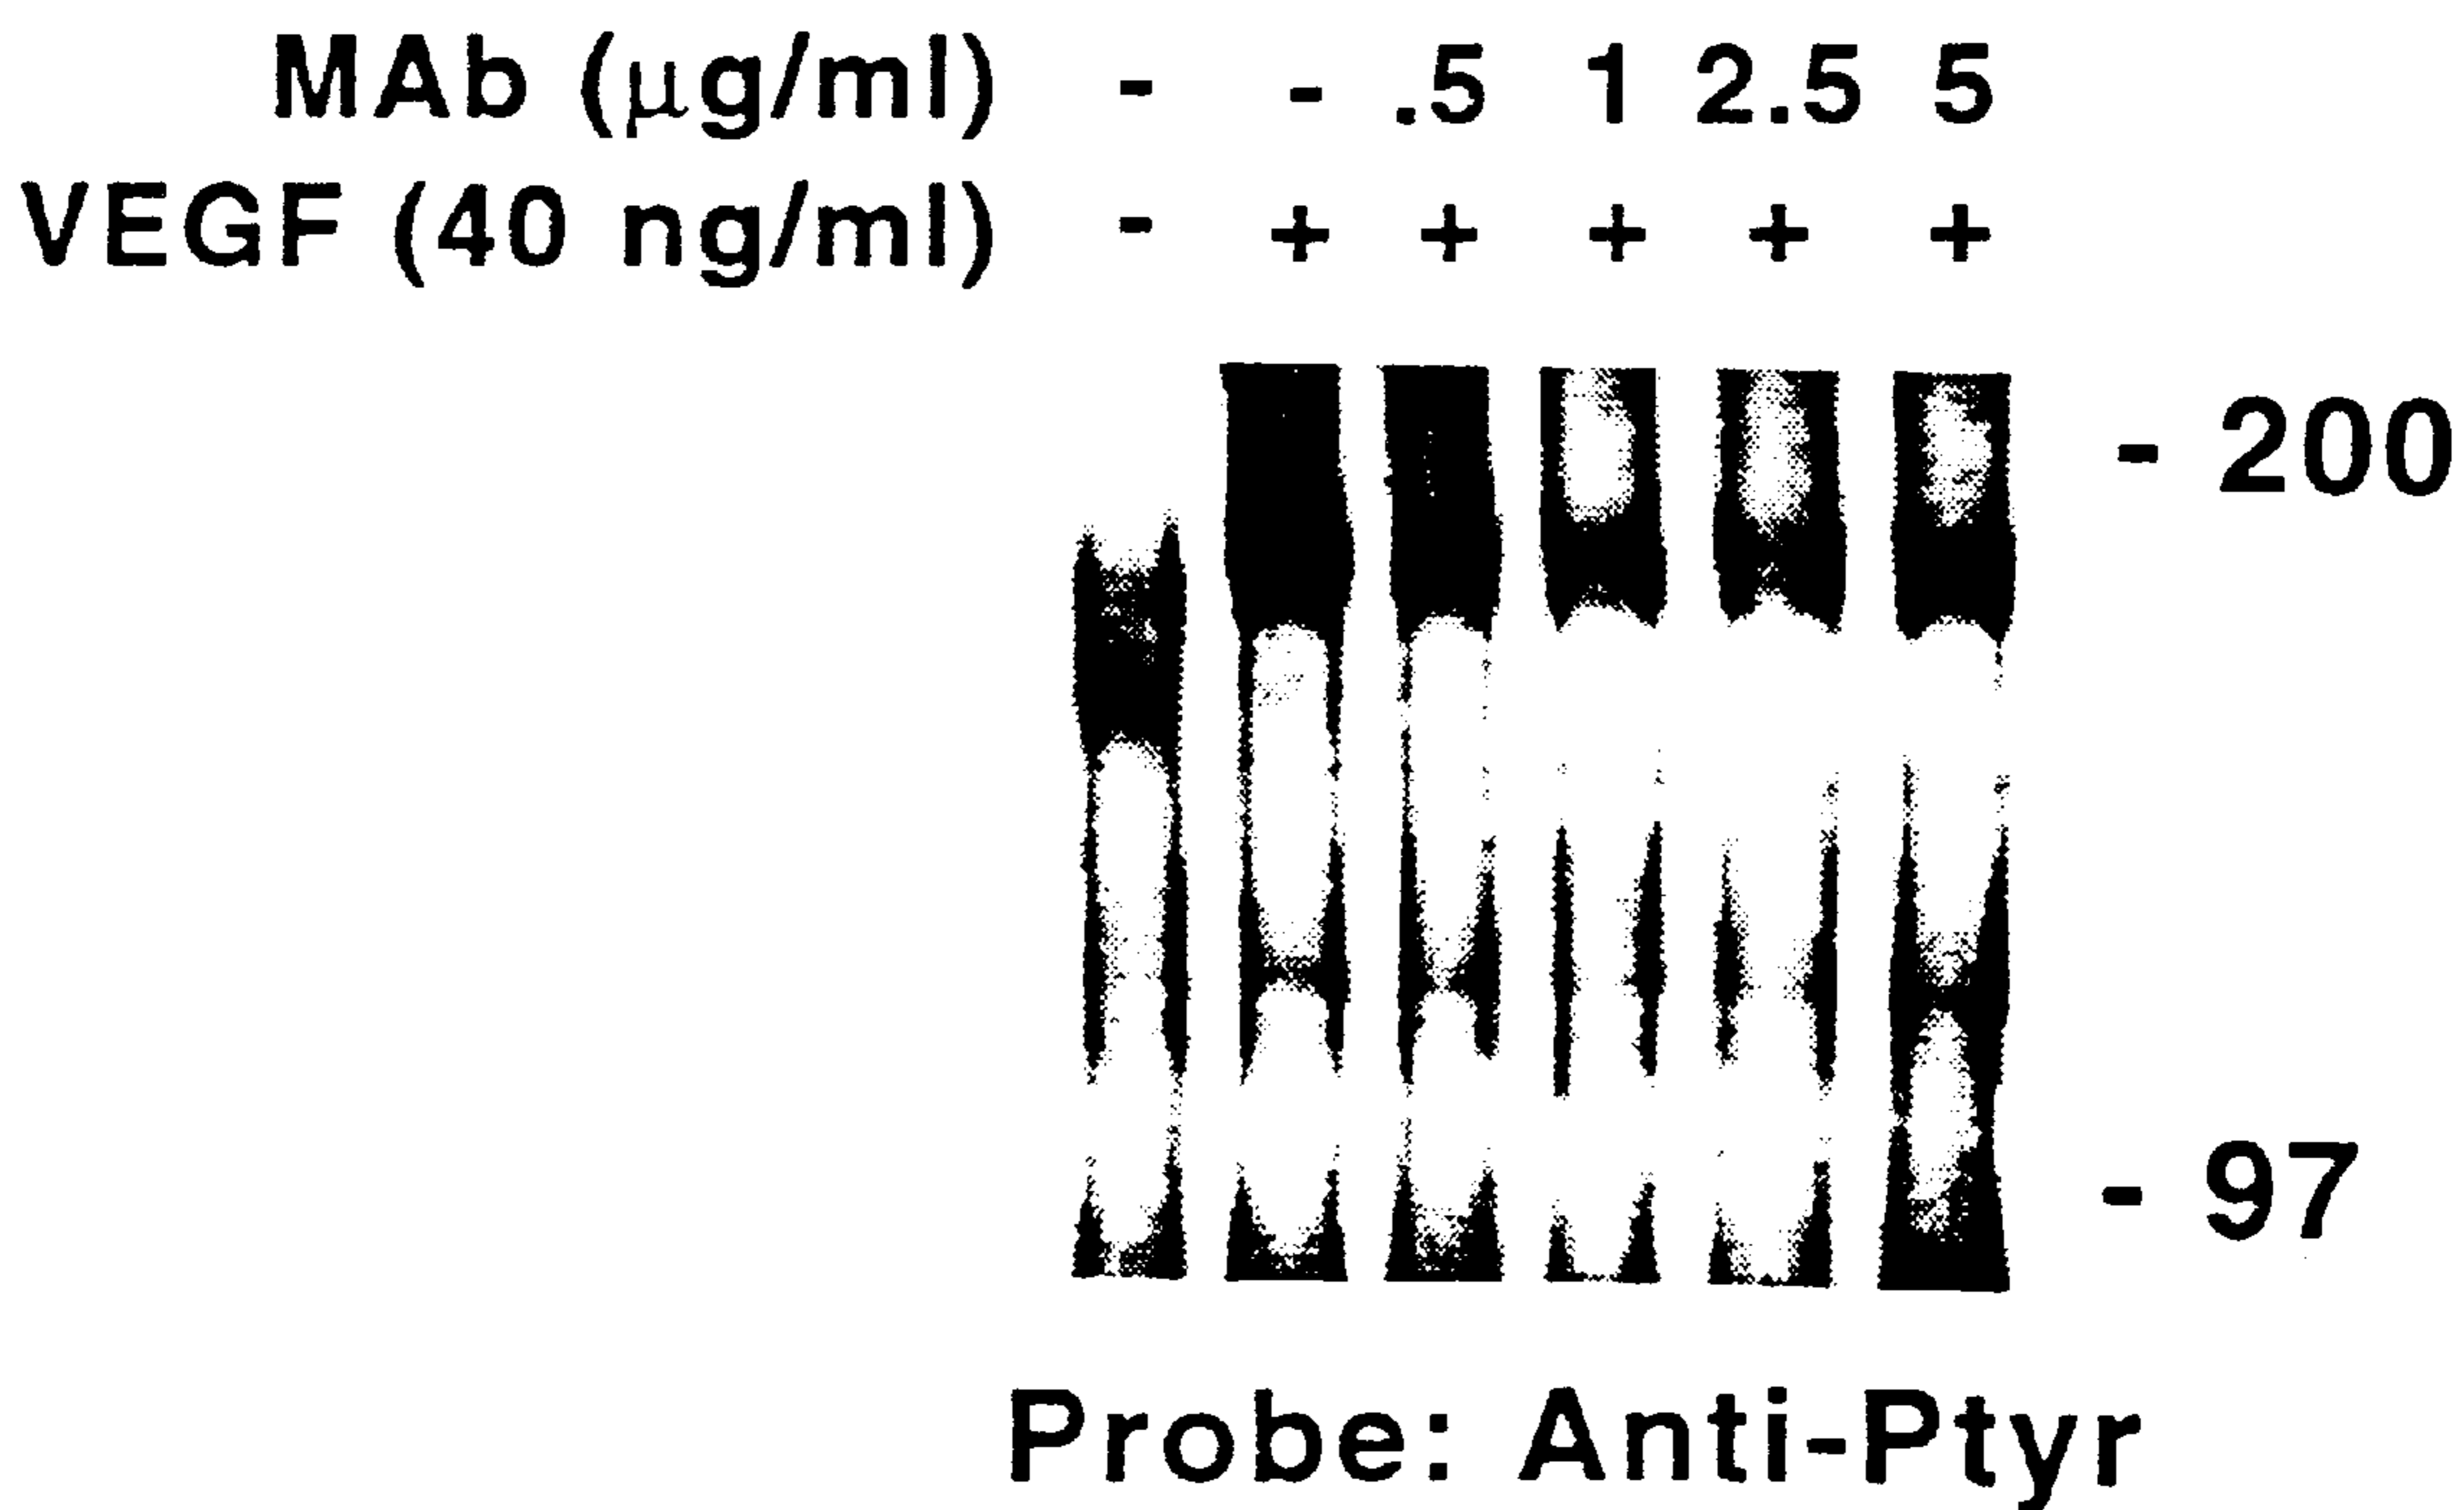 MAb (µg/ml) - - .5 1 2.5 5
VEGF (40 ng/ml) - + + + + +
- 200
- 97
Probe: Anti-Ptyr